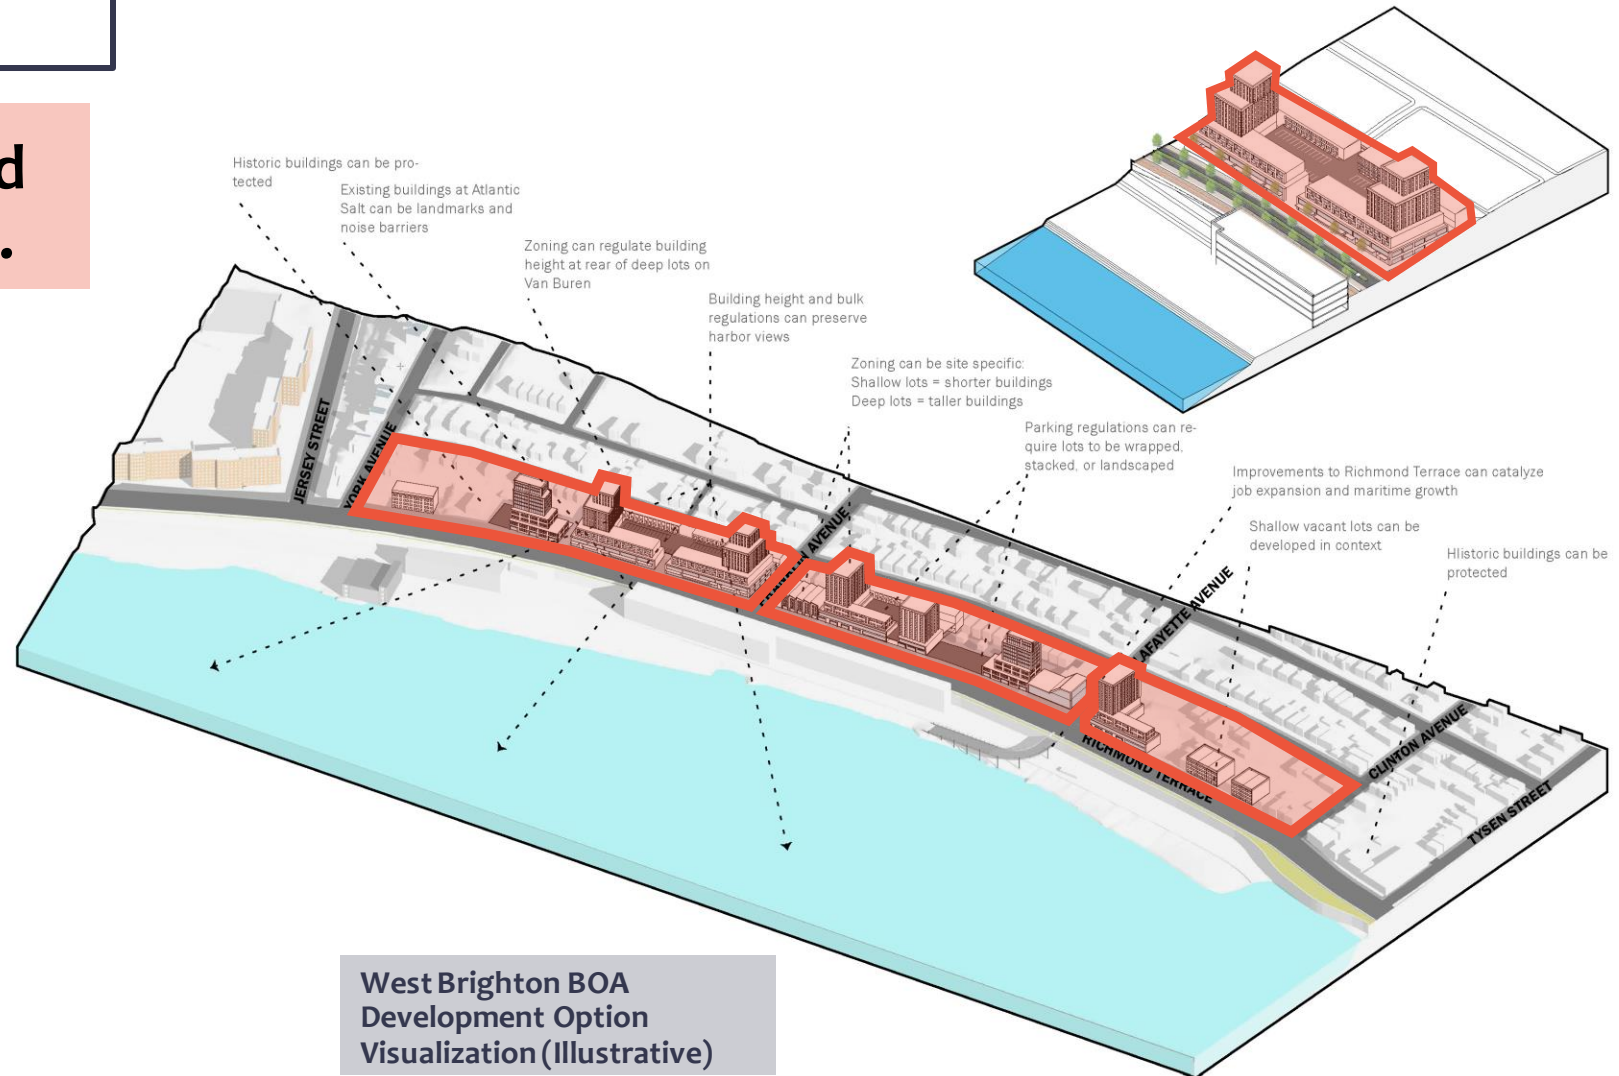 d
.
Historic buildings can be pro-
tected
Existing buildings at Atlantic
Salt can be landmarks and
noise barriers
Zoning can regulate building
height at rear of deep lots on
Van Buren
Building height and bulk
regulations can preserve
harbor views
Zoning can be site specific:
Shallow lots = shorter buildings
Deep lots = taller buildings
Parking regulations can re-
quire lots to be wrapped,
stacked, or landscaped
Improvements to Richmond Terrace can catalyze
job expansion and maritime growth
Shallow vacant lots can be
developed in context
HIistoric buildings can be
protected
JERSEY STREET
YORK AVENUE
FRANKLIN AVENUE
LAFAYETTE AVENUE
RICHMOND TERRACE
CLINTON AVENUE
TYSEN STREET
West Brighton BOA
Development Option
Visualization (Illustrative)